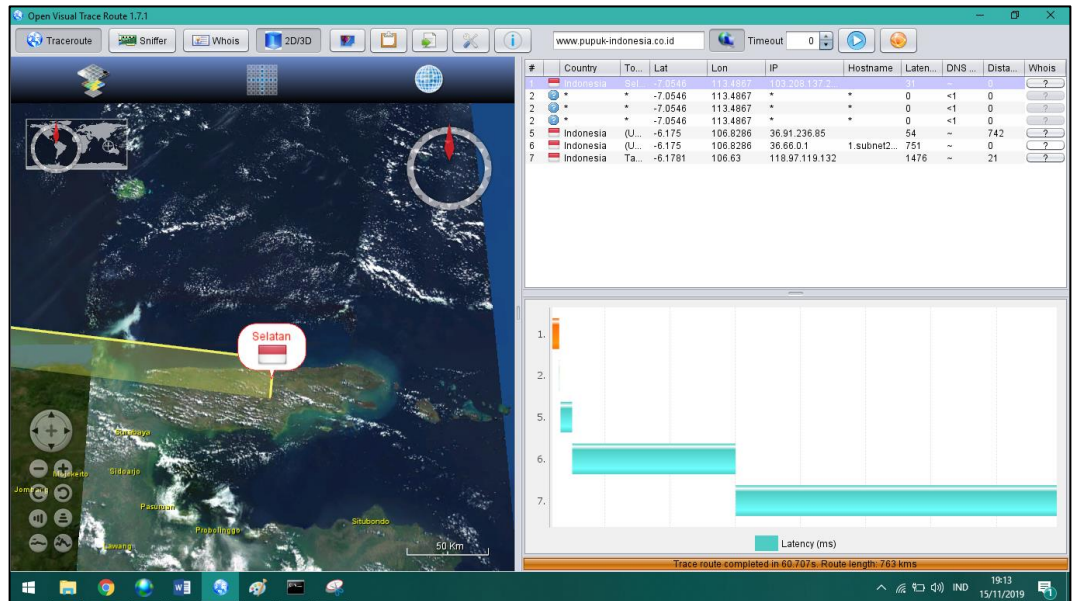 Open Visual Trace Route 1.7.1
Traceroute Sniffer Whois 2D/3D www.pupuk-indonesia.co.id Timeout 0
# Country To... Lat Lon IP Hostname Laten... DNS ... Dista... Whois
1 Indonesia Sel... -7.0546 113.4867 103.208.137.2... 31 ~ 0 ?
2 * * -7.0546 113.4867 * * 0 <1 0 ?
2 * * -7.0546 113.4867 * * 0 <1 0 ?
2 * * -7.0546 113.4867 * * 0 <1 0 ?
5 Indonesia (U... -6.175 106.8286 36.91.236.85 54 ~ 742 ?
6 Indonesia (U... -6.175 106.8286 36.66.0.1 1.subnet2... 751 ~ 0 ?
7 Indonesia Ta... -6.1781 106.63 118.97.119.132 1476 ~ 21 ?
Selatan
Surabaya
Sidoarjo
Pasuruan
Probolinggo
Situbondo
50 Km
1.
2.
5.
6.
7.
Latency (ms)
Trace route completed in 60.707s. Route length: 763 kms
IND
19:13
15/11/2019